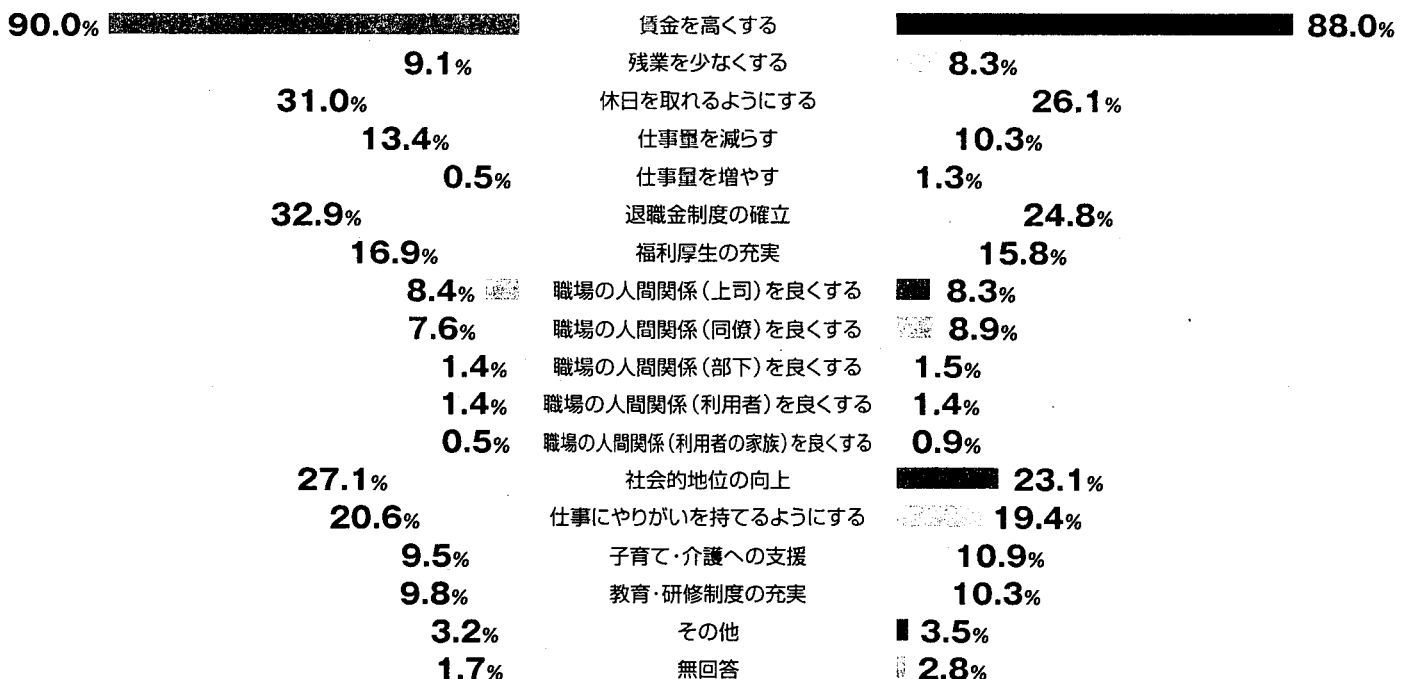 90.0% 賃金を高くする 88.0%
9.1% 残業を少なくする 8.3%
31.0% 休日を取れるようにする 26.1%
13.4% 仕事量を減らす 10.3%
0.5% 仕事量を増やす 1.3%
32.9% 退職金制度の確立 24.8%
16.9% 福利厚生の充実 15.8%
8.4% 職場の人間関係(上司)を良くする 8.3%
7.6% 職場の人間関係(同僚)を良くする 8.9%
1.4% 職場の人間関係(部下)を良くする 1.5%
1.4% 職場の人間関係(利用者)を良くする 1.4%
0.5% 職場の人間関係(利用者の家族)を良くする 0.9%
27.1% 社会的地位の向上 23.1%
20.6% 仕事にやりがいを持てるようにする 19.4%
9.5% 子育て・介護への支援 10.9%
9.8% 教育・研修制度の充実 10.3%
3.2% その他 3.5%
1.7% 無回答 2.8%